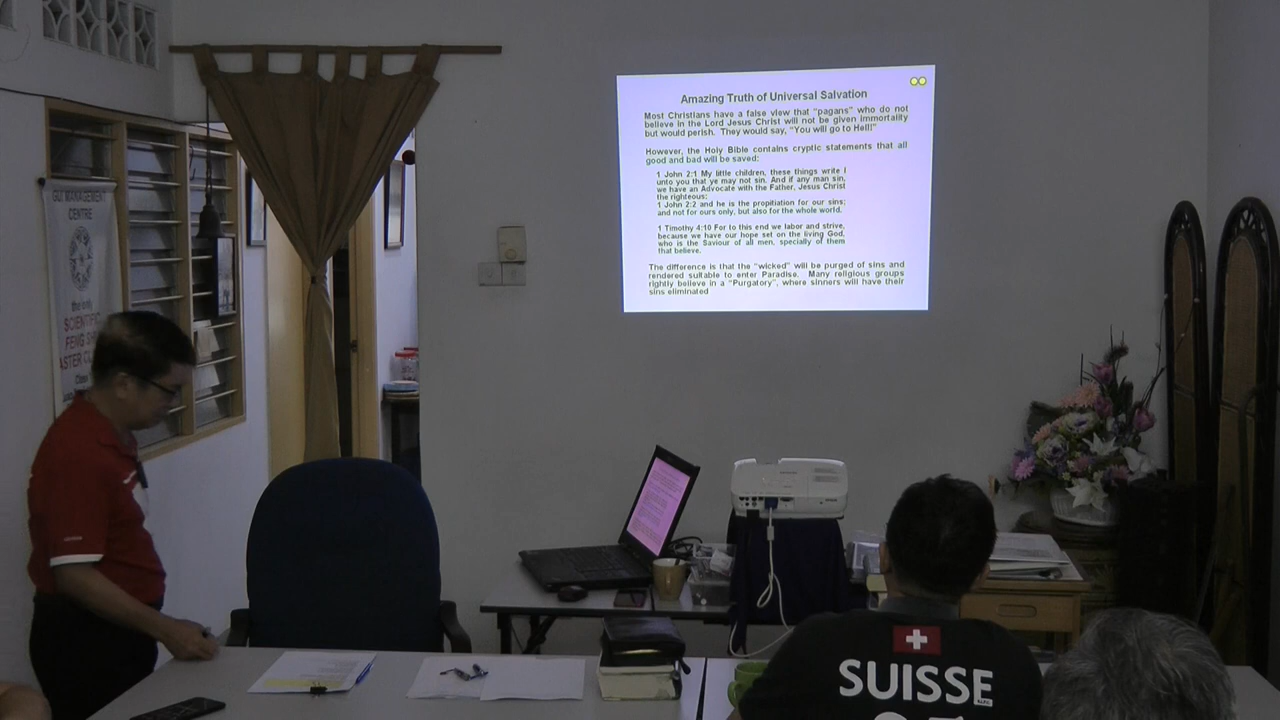 Amazing Truth of Universal Salvation
Most Christians have a false view that "pagans" who do not
believe in the Lord Jesus Christ will not be given immortality
but would perish. They would say, "You will go to Hell!"
However, the Holy Bible contains cryptic statements that all
good and bad will be saved:
1 John 2:1 My little children, these things write I
unto you that ye may not sin. And if any man sin,
we have an Advocate with the Father, Jesus Christ
the righteous:
1 John 2:2 and he is the propitiation for our sins;
and not for ours only, but also for the whole world.
1 Timothy 4:10 For to this end we labor and strive,
because we have our hope set on the living God,
who is the Saviour of all men, specially of them
that believe.
The difference is that the "wicked" will be purged of sins and
rendered suitable to enter Paradise. Many religious groups
rightly believe in a "Purgatory", where sinners will have their
sins eliminated
MANAGEMENT
CENTRE
the only
SCIENTIFIC
FENG
SUISSE